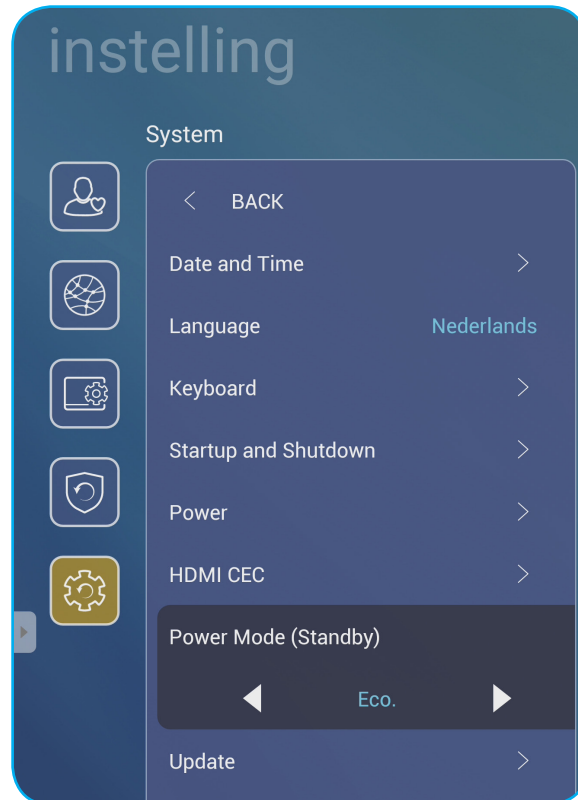 instelling
System
BACK
Date and Time
Language Nederlands
Keyboard
Startup and Shutdown
Power
HDMI CEC
Power Mode (Standby)
Eco.
Update